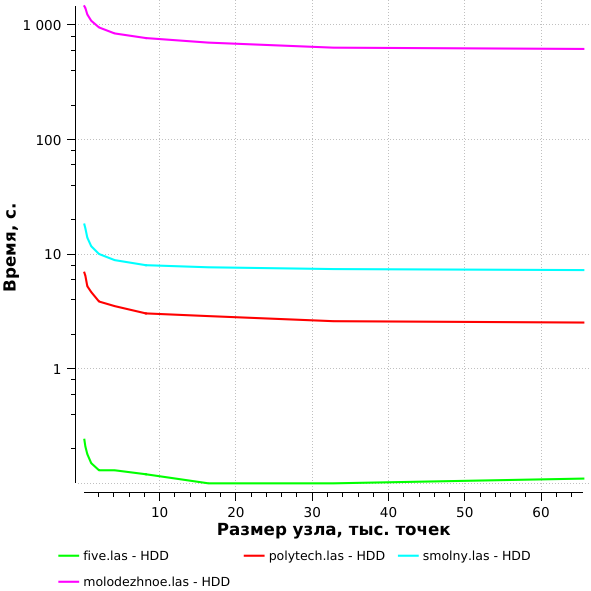 1 000
100
10
1
Время, с.
10 20 30 40 50 60
Размер узла, тыс. точек
five.las - HDD polytech.las - HDD smolny.las - HDD
molodezhnoe.las - HDD